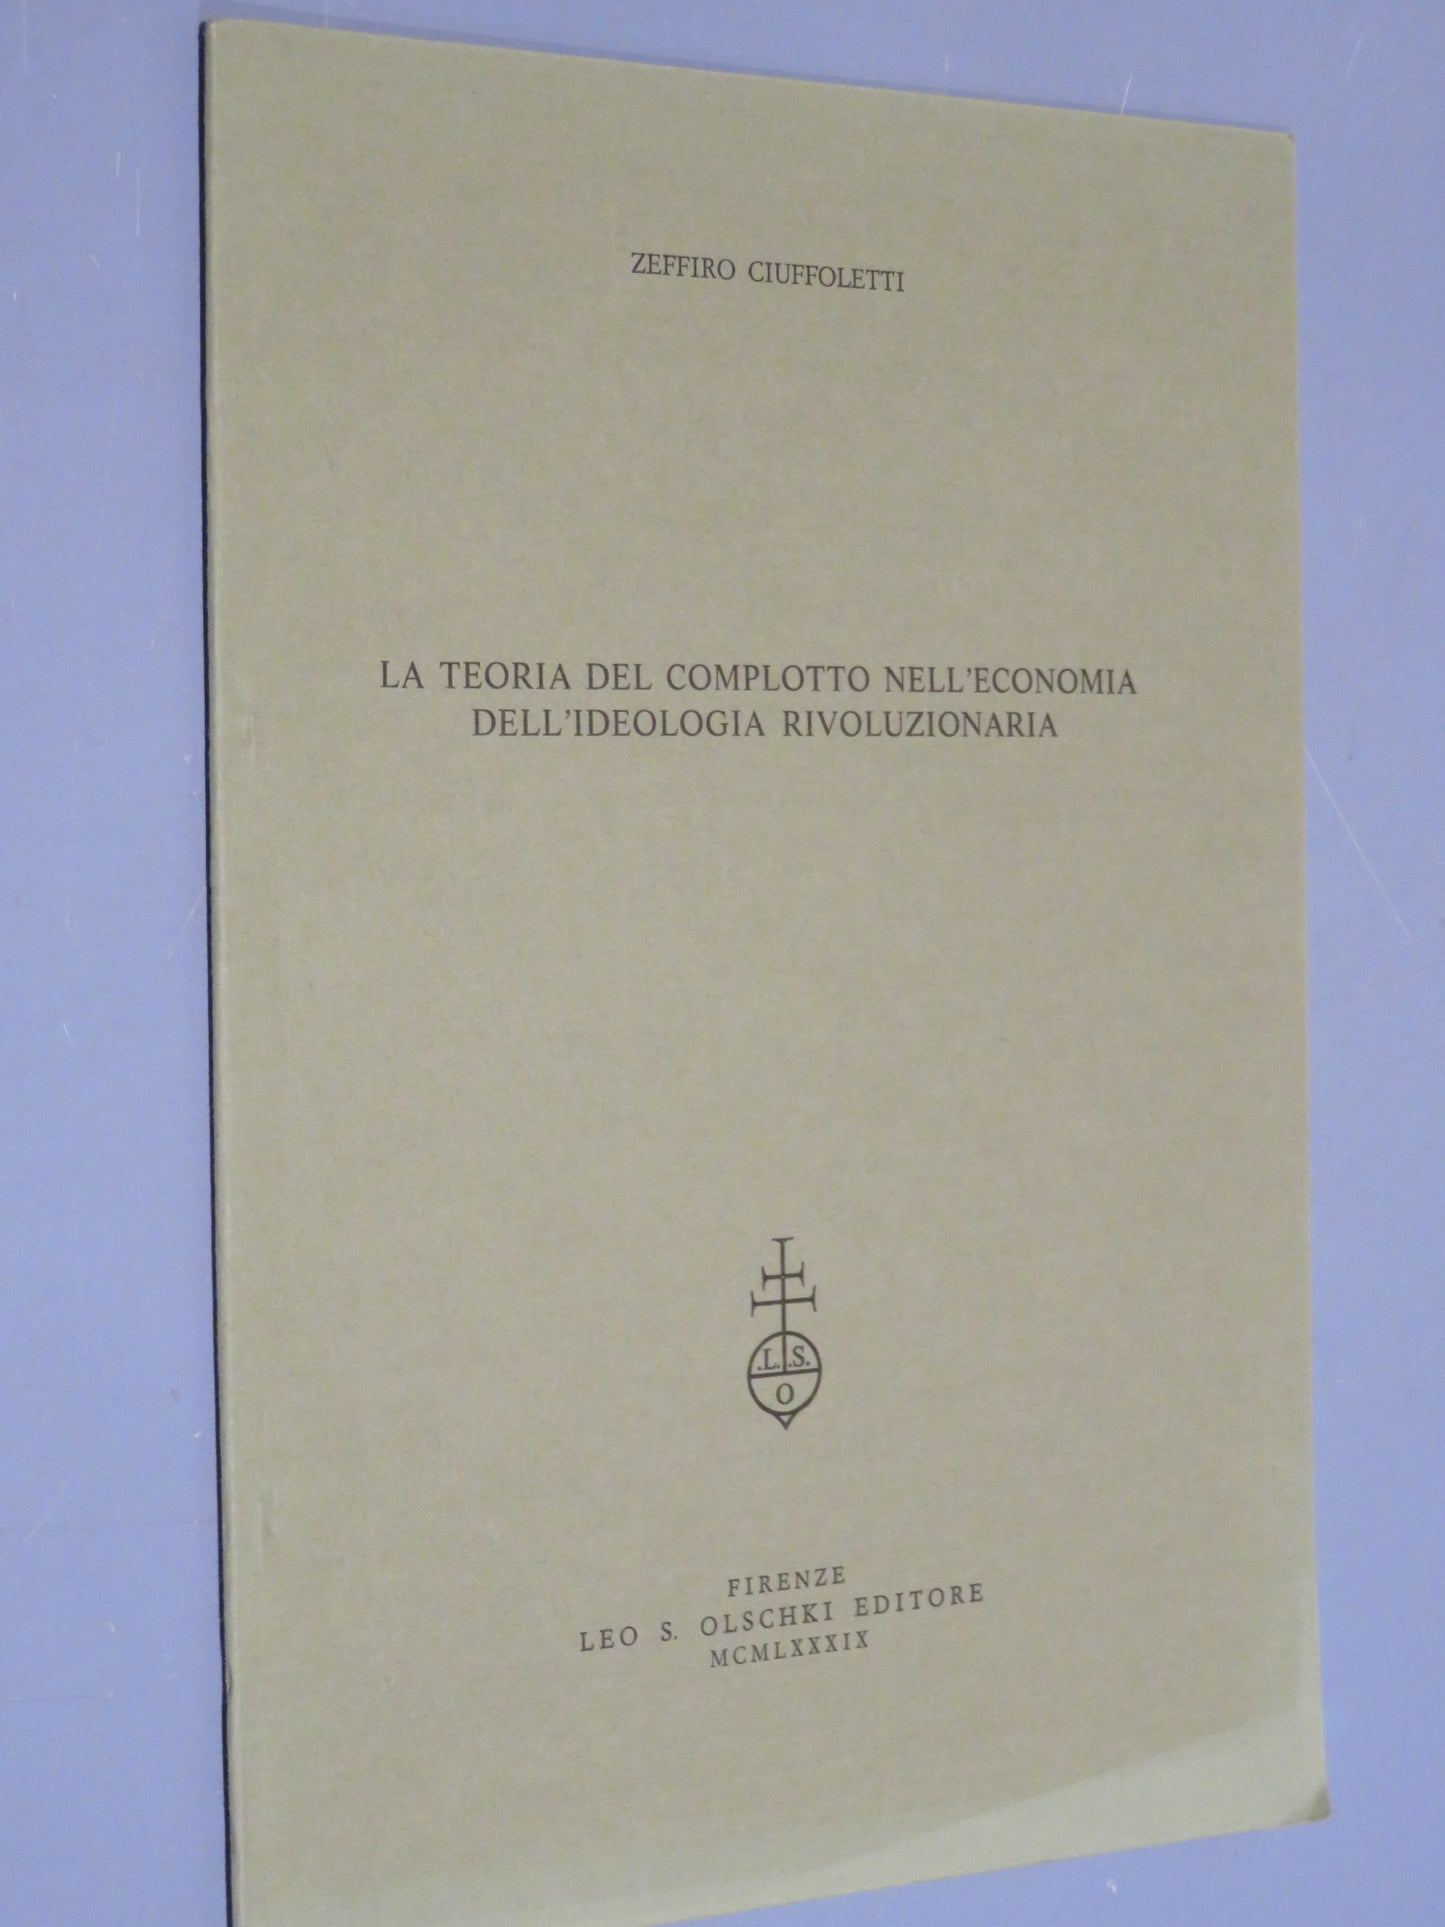 ZEFFIRO CIUFFOLETTI
LA TEORIA DEL COMPLOTTO NELL'ECONOMIA
DELL'IDEOLOGIA RIVOLUZIONARIA
.L. .S.
O
FIRENZE
LEO S. OLSCHKI EDITORE
MCMLXXXIX